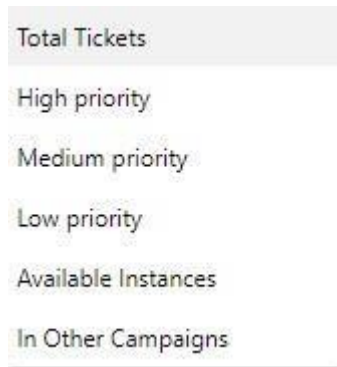 Total Tickets
High priority
Medium priority
Low priority
Available Instances
In Other Campaigns